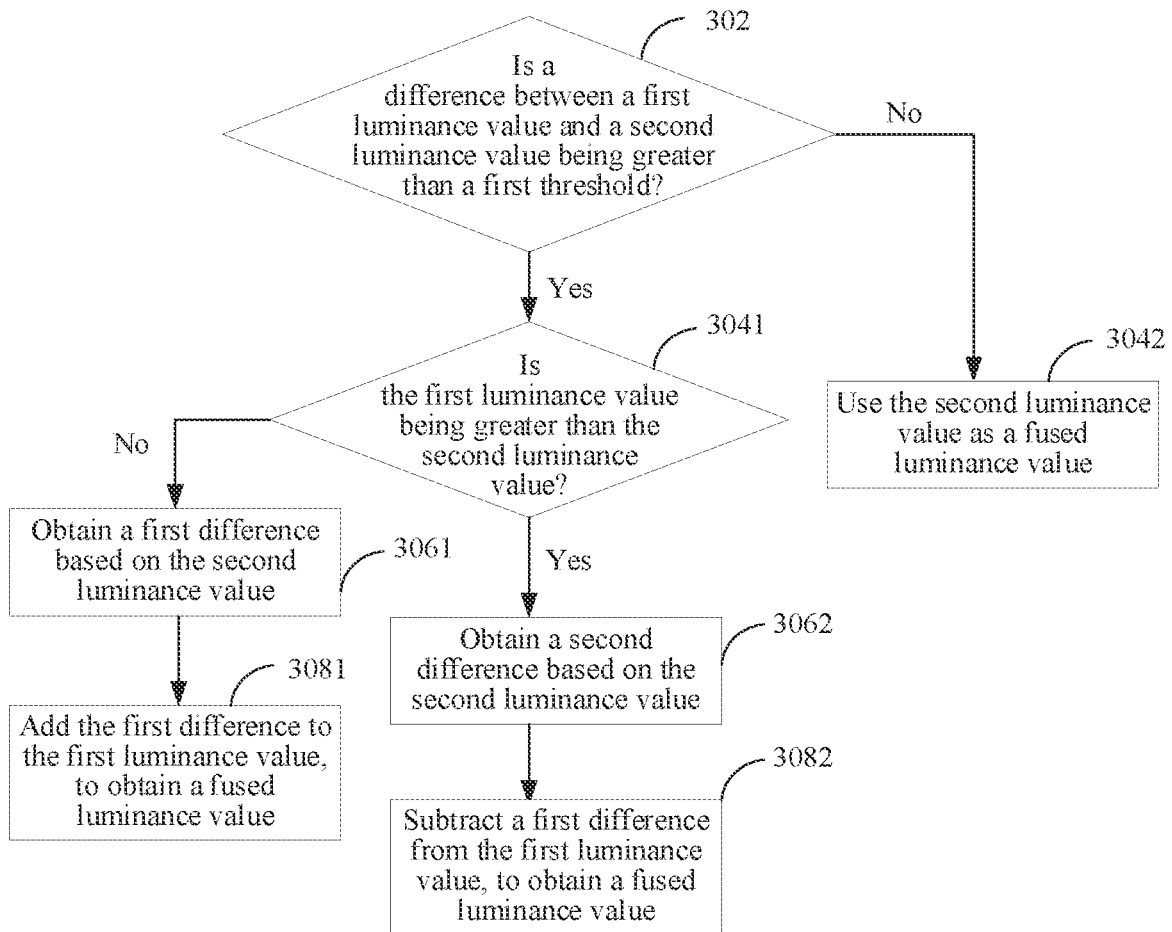 302
Is a
difference between a first
luminance value and a second
luminance value being greater
than a first threshold?
No
Yes
3041
Is
the first luminance value
being greater than the
second luminance
value?
3042
Use the second luminance
value as a fused
luminance value
No
Obtain a first difference
based on the second
luminance value
3061
Yes
3062
Obtain a second
difference based on the
second luminance value
3081
Add the first difference to
the first luminance value,
to obtain a fused
luminance value
3082
Subtract a first difference
from the first luminance
value, to obtain a fused
luminance value